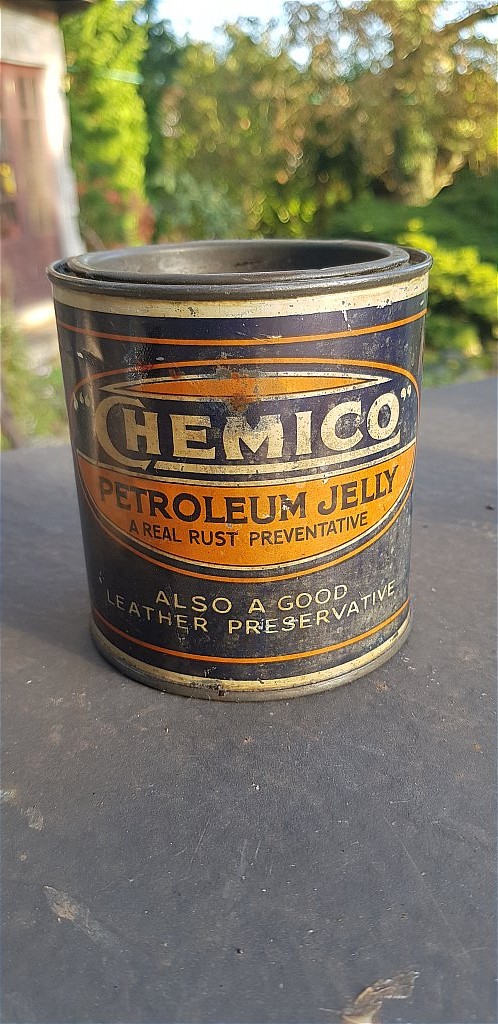 "CHEMICO"
PETROLEUM JELLY
A REAL RUST PREVENTATIVE
ALSO A GOOD
LEATHER PRESERVATIVE